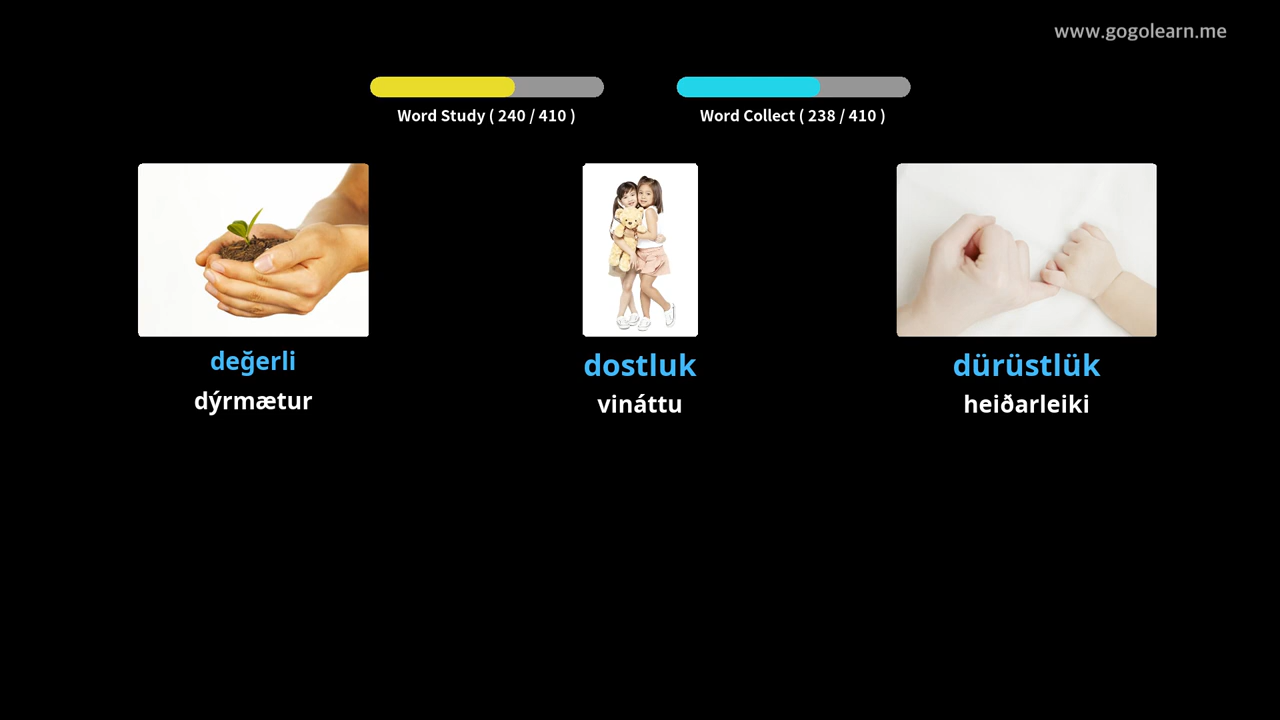 www.gogolearn.me
Word Study ( 240 / 410 )
Word Collect ( 238 / 410 )
değerli
dýrmætur
dostluk
vináttu
dürüstlük
heiðarleiki